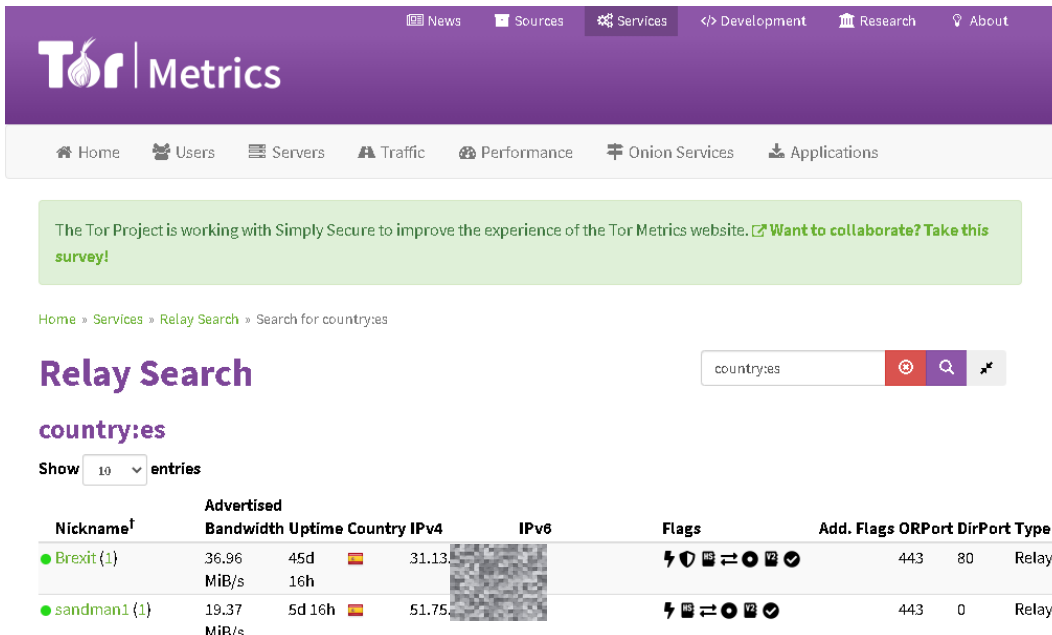 News Sources Services </> Development Research About
Tor Metrics
Home Users Servers Traffic Performance Onion Services Applications
The Tor Project is working with Simply Secure to improve the experience of the Tor Metrics website. Want to collaborate? Take this
survey!
Home » Services » Relay Search » Search for country:es
Relay Search
country:es
country:es
Show 10 entries
Advertised
Nickname† Bandwidth Uptime Country IPv4 IPv6 Flags Add. Flags ORPort DirPort Type
Brexit (1) 36.96 45d 31.13. HS V2 443 80 Relay
MiB/s 16h
sandman1 (1) 19.37 5d 16h 51.75. HS V2 443 0 Relay
MiB/s